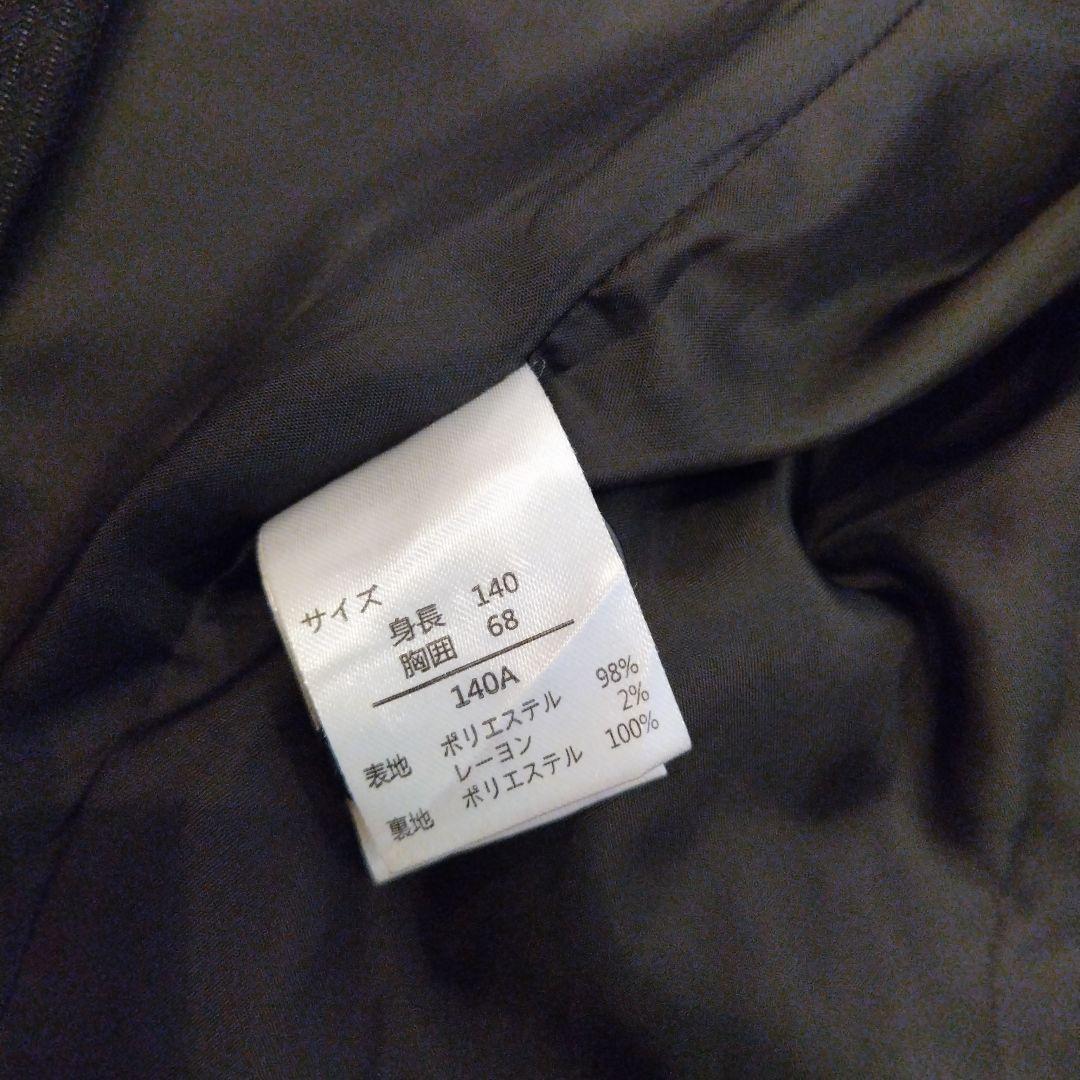 サイズ
身長 140
胸囲 68
140A
表地 ポリエステル 98%
レーヨン 2%
裏地 ポリエステル 100%